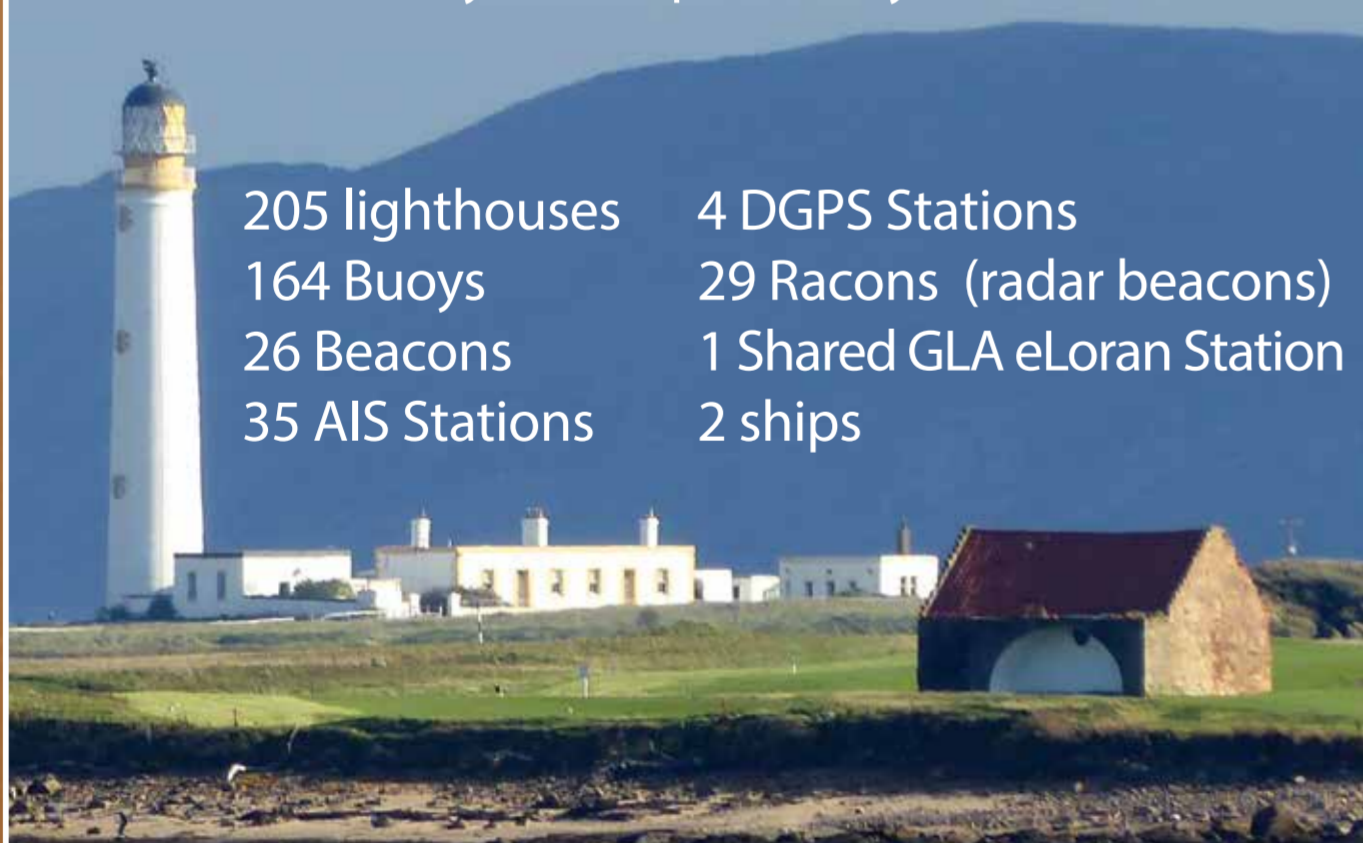 205 lighthouses
164 Buoys
26 Beacons
35 AIS Stations
4 DGPS Stations
29 Racons (radar beacons)
1 Shared GLA eLoran Station
2 ships